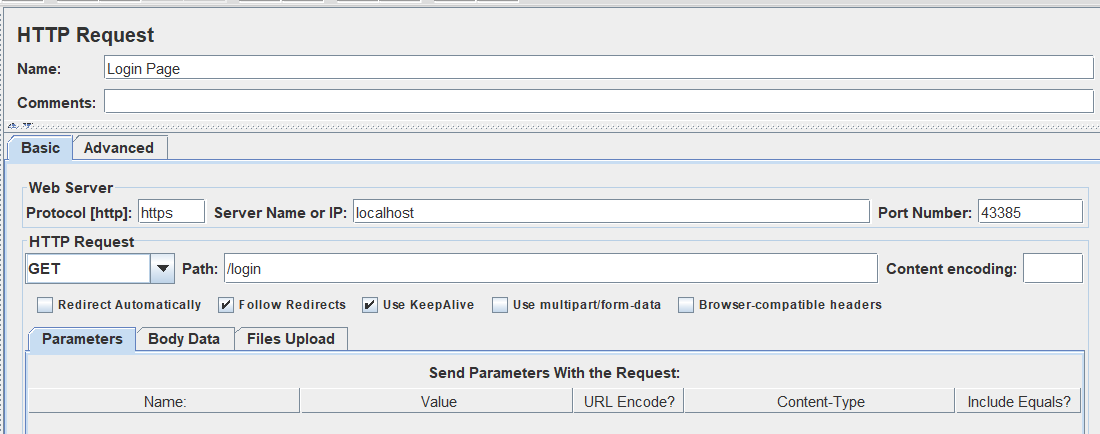 HTTP Request
Name: Login Page
Comments:
Basic Advanced
Web Server
Protocol [http]: https Server Name or IP: localhost Port Number: 43385
HTTP Request
GET Path: /login Content encoding:
Redirect Automatically Follow Redirects Use KeepAlive Use multipart/form-data Browser-compatible headers
Parameters Body Data Files Upload
Send Parameters With the Request:
Name: Value URL Encode? Content-Type Include Equals?